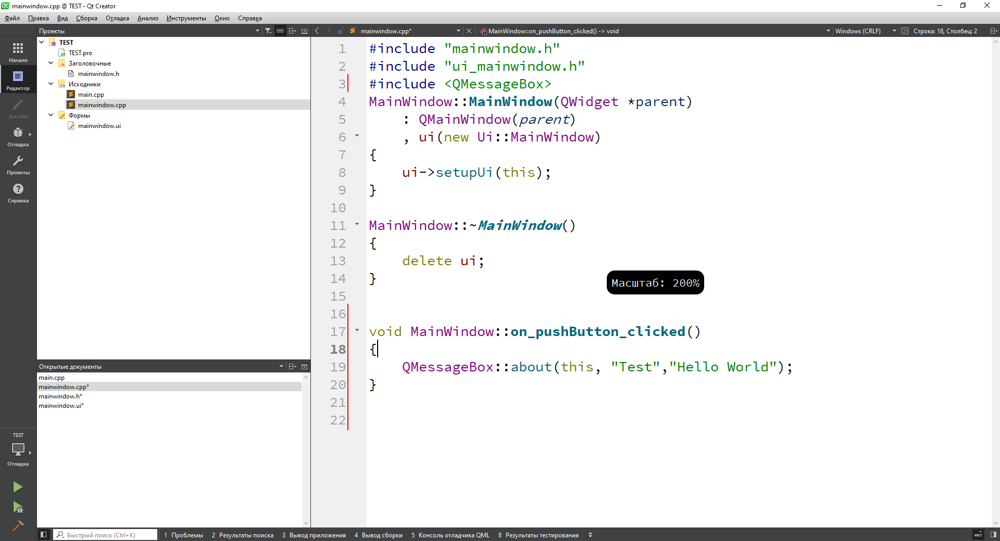 mainwindow.cpp @ TEST - Qt Creator
Файл Правка Вид Сборка Отладка Анализ Инструменты Окно Справка
Проекты
mainwindow.cpp*
MainWindow::on_pushButton_clicked() -> void
Windows (CRLF)
Строка: 18, Столбец: 2
Начало
Редактор
Дизайн
Отладка
Проекты
Справка
TEST
TEST.pro
Заголовочные
mainwindow.h
Исходники
main.cpp
mainwindow.cpp
Формы
mainwindow.ui
1 #include "mainwindow.h"
2 #include "ui_mainwindow.h"
3 #include <QMessageBox>
4 MainWindow::MainWindow(QWidget *parent)
5     : QMainWindow(parent)
6     , ui(new Ui::MainWindow)
7 {
8     ui->setupUi(this);
9 }
10
11 MainWindow::~MainWindow()
12 {
13     delete ui;
14 }
15
16
17 void MainWindow::on_pushButton_clicked()
18 {
19     QMessageBox::about(this, "Test","Hello World");
20 }
21
22
Масштаб: 200%
Открытые документы
main.cpp
mainwindow.cpp*
mainwindow.h*
mainwindow.ui*
TEST
Отладка
Быстрый поиск (Ctrl+K)
1 Проблемы 2 Результаты поиска 3 Вывод приложения 4 Вывод сборки 5 Консоль отладчика QML 8 Результаты тестирования